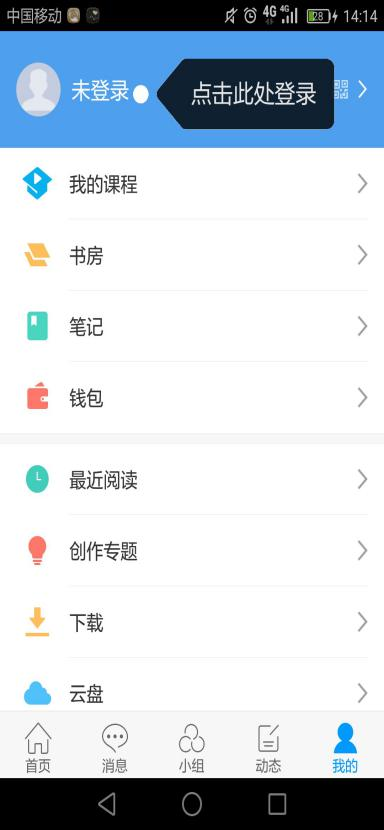 中国移动 4G 4G 28 14:14
未登录 点击此处登录
我的课程
书房
笔记
钱包
最近阅读
创作专题
下载
云盘
首页 消息 小组 动态 我的